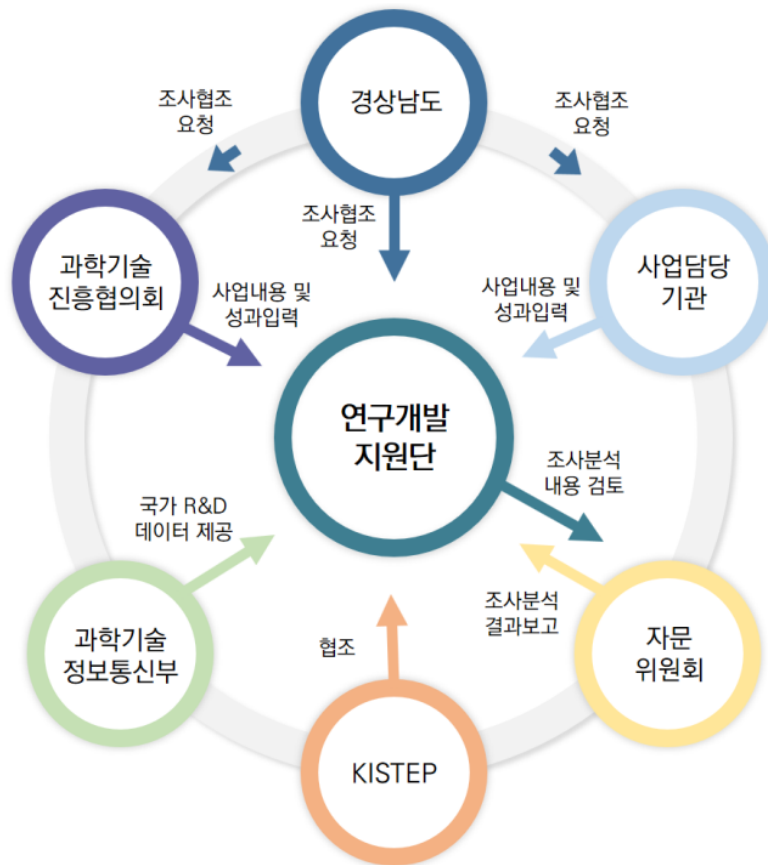 경상남도
조사협조
요청
조사협조
요청
조사협조
요청
과학기술
진흥협의회
사업담당
기관
사업내용 및
성과입력
사업내용 및
성과입력
연구개발
지원단
조사분석
내용 검토
국가 R&D
데이터 제공
과학기술
정보통신부
협조
조사분석
결과보고
자문
위원회
KISTEP